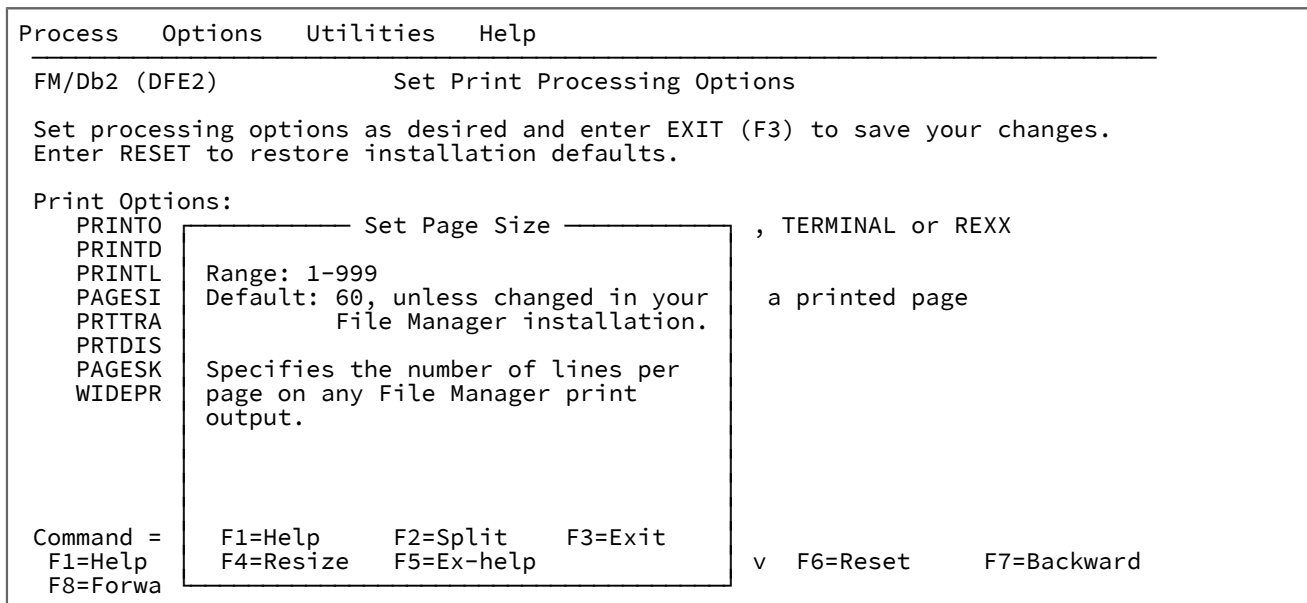 Process   Options   Utilities   Help
FM/Db2 (DFE2)            Set Print Processing Options
Set processing options as desired and enter EXIT (F3) to save your changes.
Enter RESET to restore installation defaults.
Print Options:
PRINTO   Set Page Size   , TERMINAL or REXX
PRINTD
PRINTL   Range: 1-999
PAGESI   Default: 60, unless changed in your   a printed page
PRTTRA   File Manager installation.
PRTDIS
PAGESK   Specifies the number of lines per
WIDEPR   page on any File Manager print
output.
Command =   F1=Help   F2=Split   F3=Exit
F1=Help   F4=Resize   F5=Ex-help   v   F6=Reset   F7=Backward
F8=Forwa